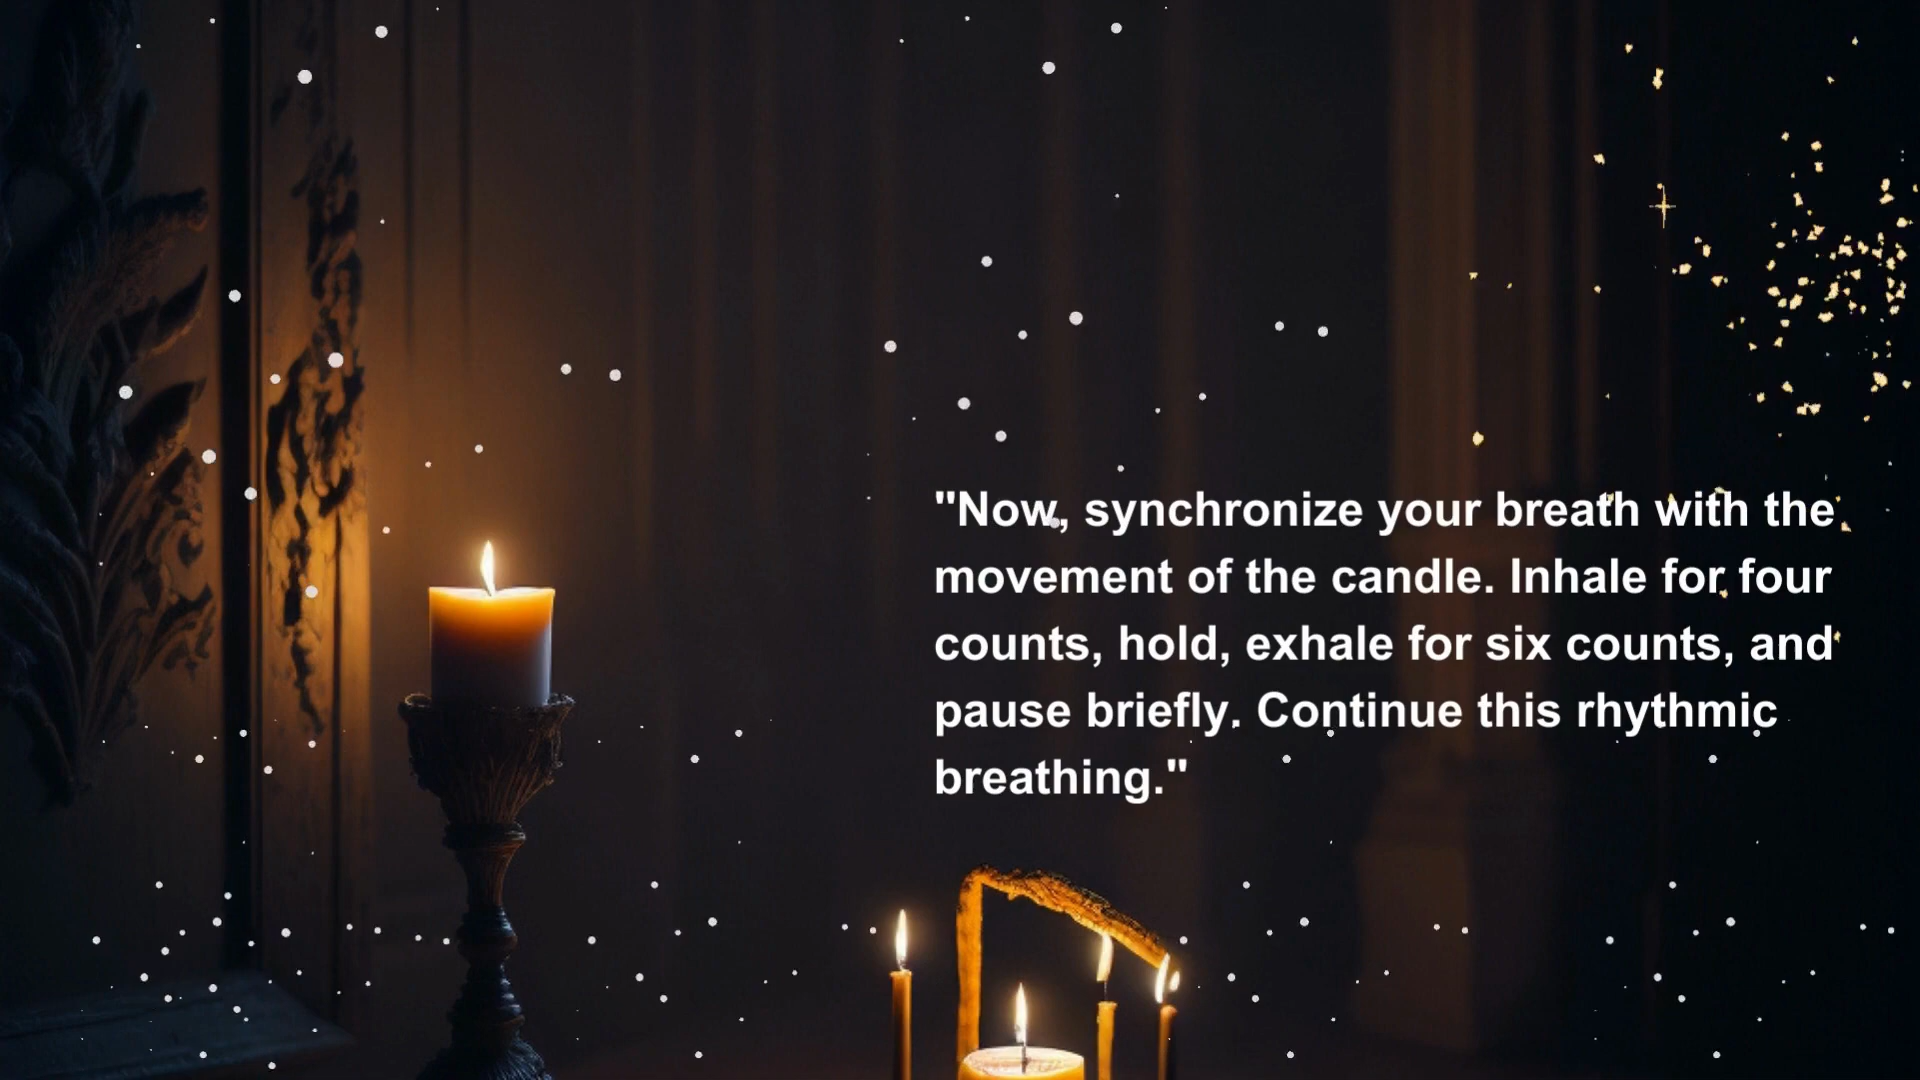 "Now, synchronize your breath with the
movement of the candle. Inhale for four
counts, hold, exhale for six counts, and
pause briefly. Continue this rhythmic
breathing."